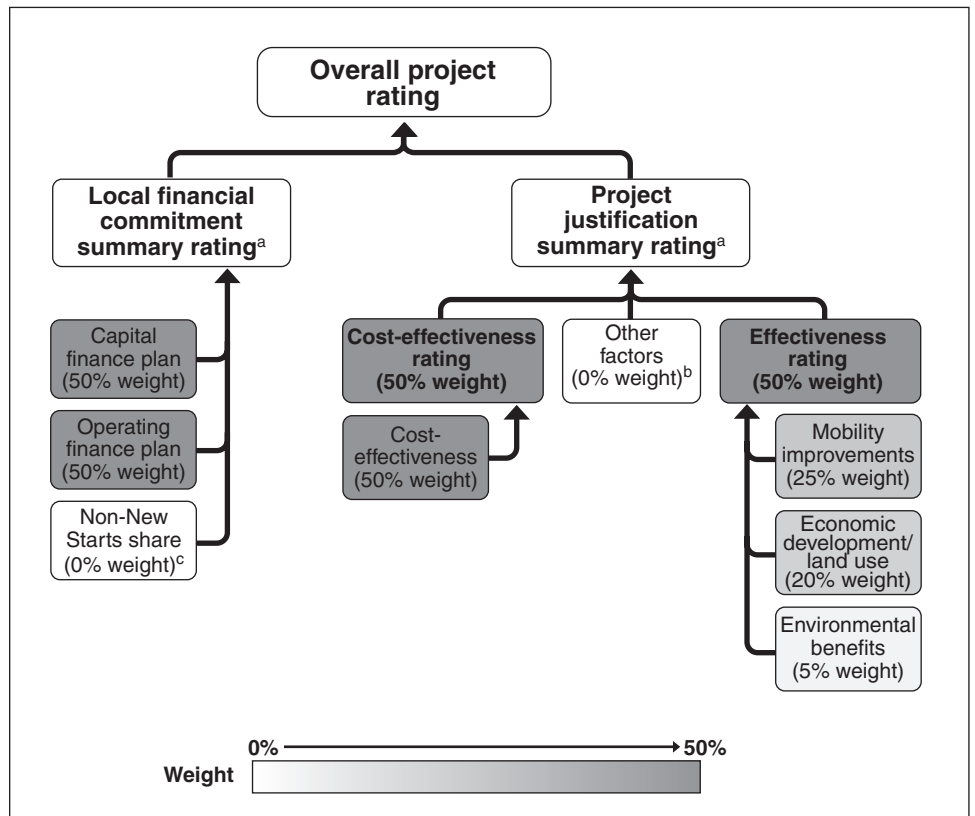 Overall project
rating
Local financial
commitment
summary ratingᵃ
Project
justification
summary ratingᵃ
Capital
finance plan
(50% weight)
Operating
finance plan
(50% weight)
Non-New
Starts share
(0% weight)ᶜ
Cost-effectiveness
rating
(50% weight)
Cost-
effectiveness
(50% weight)
Other
factors
(0% weight)ᵇ
Effectiveness
rating
(50% weight)
Mobility
improvements
(25% weight)
Economic
development/
land use
(20% weight)
Environmental
benefits
(5% weight)
0% 50%
Weight